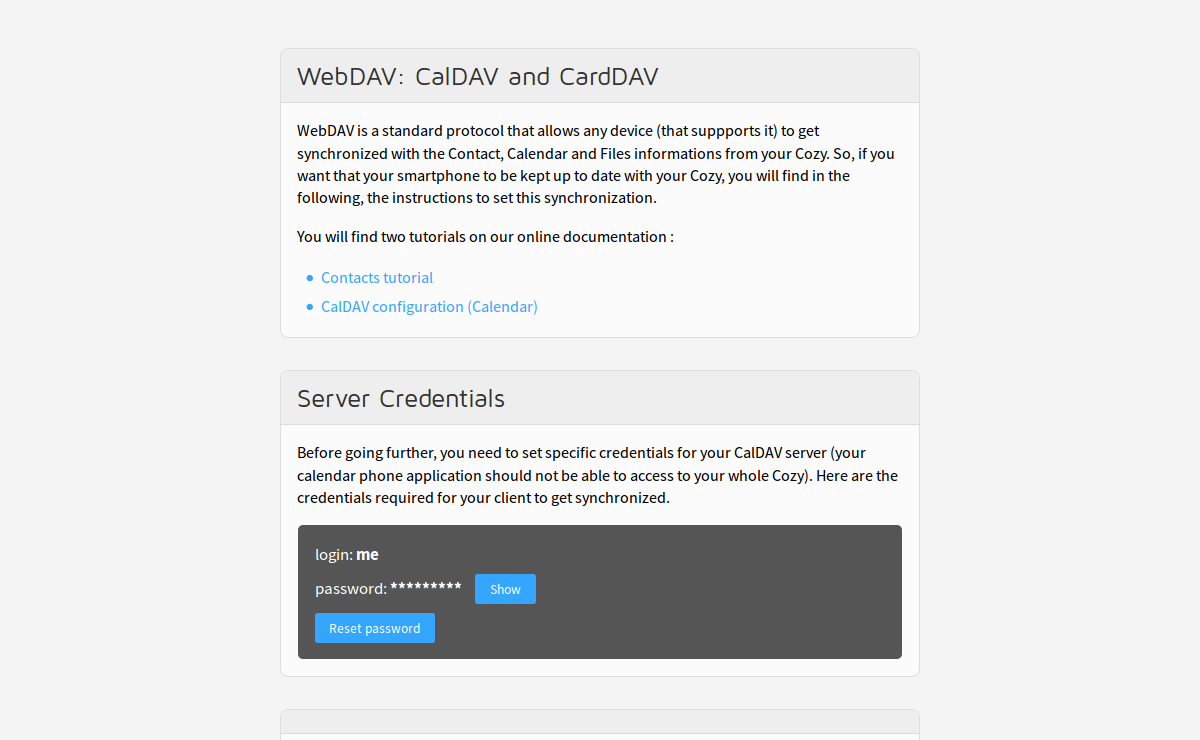 WebDAV: CalDAV and CardDAV
WebDAV is a standard protocol that allows any device (that suppports it) to get
synchronized with the Contact, Calendar and Files informations from your Cozy. So, if you
want that your smartphone to be kept up to date with your Cozy, you will find in the
following, the instructions to set this synchronization.
You will find two tutorials on our online documentation :
• Contacts tutorial
• CalDAV configuration (Calendar)
Server Credentials
Before going further, you need to set specific credentials for your CalDAV server (your
calendar phone application should not be able to access to your whole Cozy). Here are the
credentials required for your client to get synchronized.
login: me
password: ********* Show
Reset password